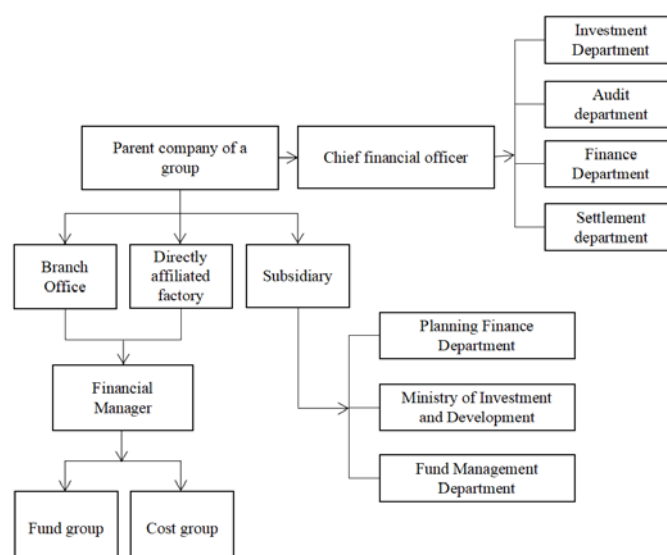 Investment
Department
Audit
department
Parent company of a
group
Chief financial officer
Finance
Department
Settlement
department
Branch
Office
Directly
affiliated
factory
Subsidiary
Planning Finance
Department
Financial
Manager
Ministry of Investment
and Development
Fund Management
Department
Fund group
Cost group